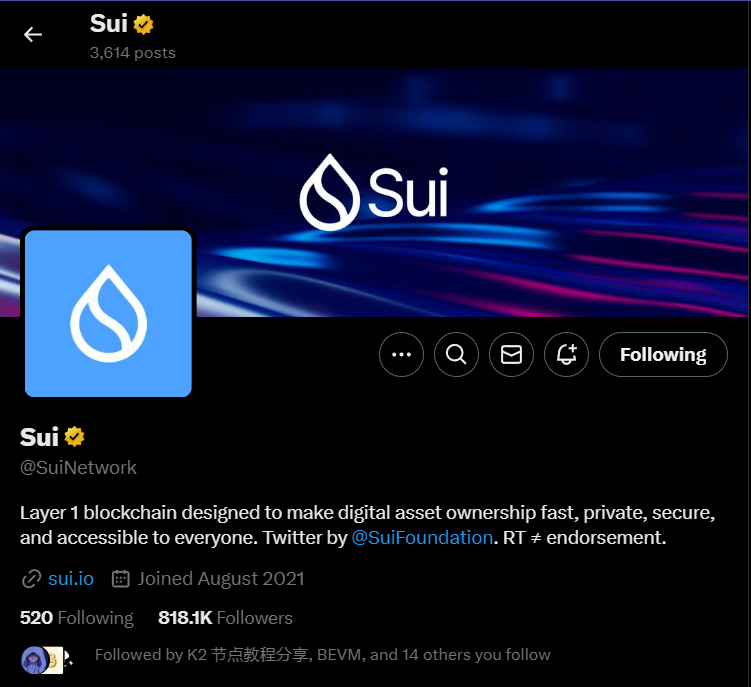 Sui
3,614 posts
Sui
Following
Sui
@SuiNetwork
Layer 1 blockchain designed to make digital asset ownership fast, private, secure,
and accessible to everyone. Twitter by @SuiFoundation. RT ≠ endorsement.
sui.io Joined August 2021
520 Following 818.1K Followers
Followed by K2 节点教程分享, BEVM, and 14 others you follow